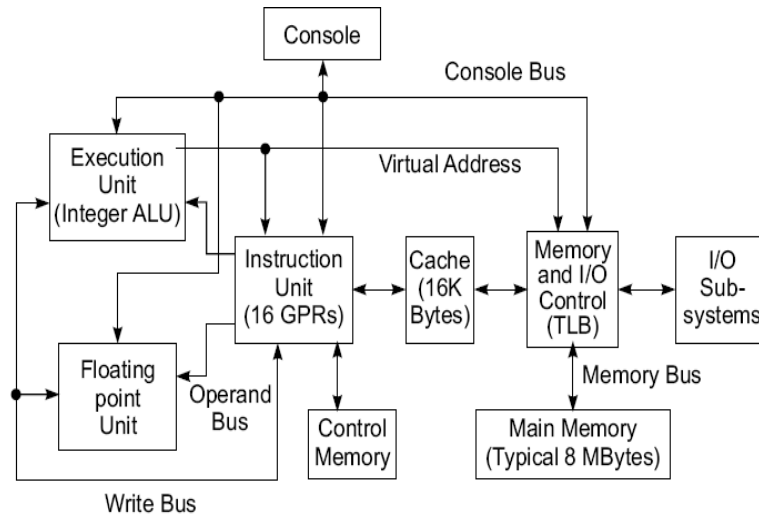 Console
Console Bus
Execution
Unit
(Integer ALU)
Virtual Address
Instruction
Unit
(16 GPRs)
Cache
(16K
Bytes)
Memory
and I/O
Control
(TLB)
I/O
Sub-
systems
Floating
point
Unit
Operand
Bus
Memory Bus
Control
Memory
Main Memory
(Typical 8 MBytes)
Write Bus